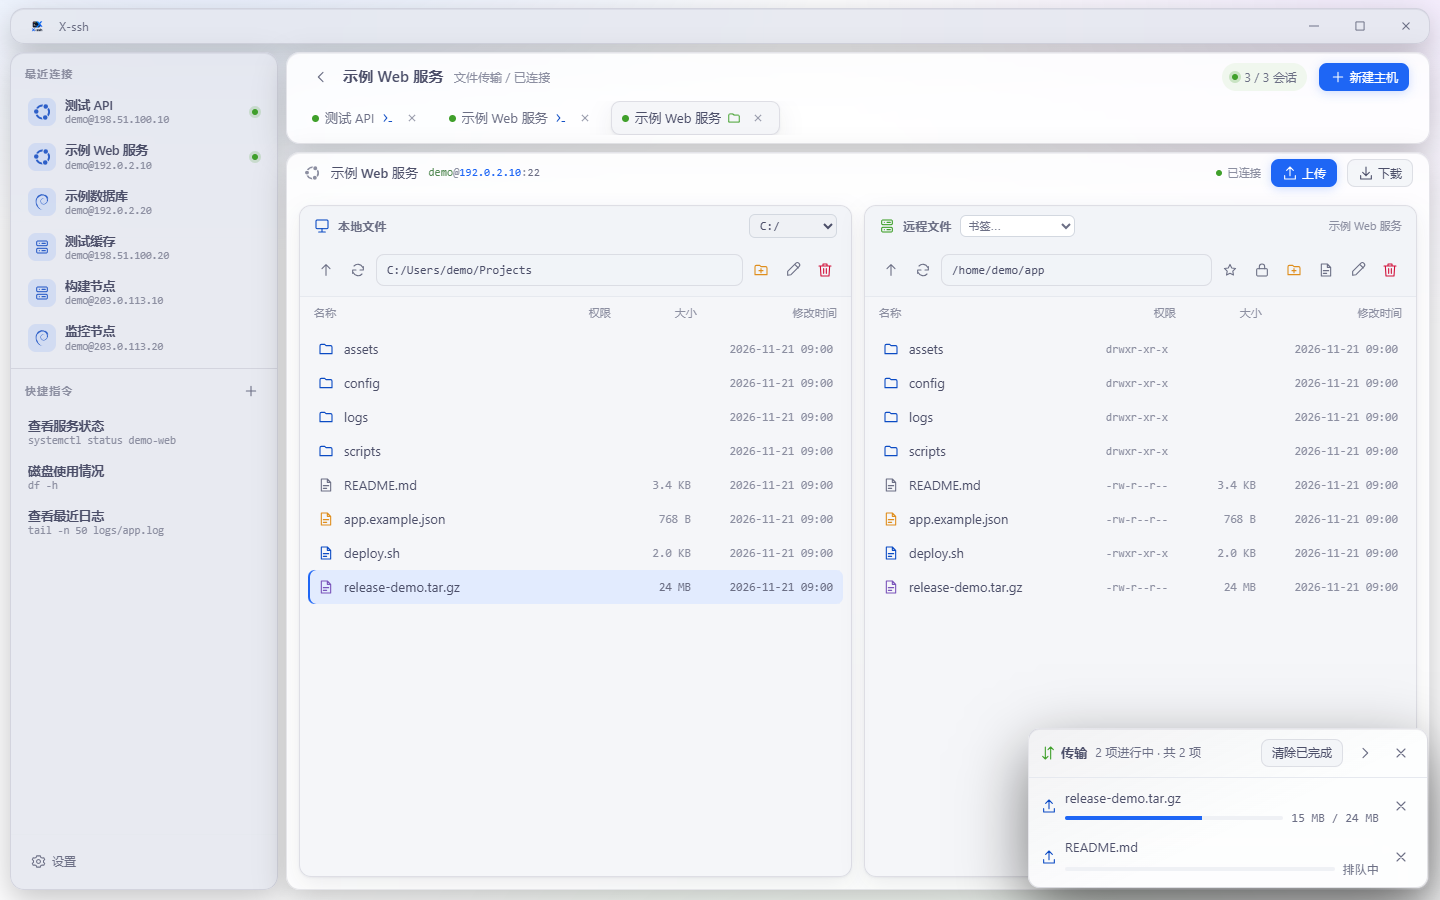 X-ssh
最近连接
测试 API
demo@198.51.100.10
示例 Web 服务
demo@192.0.2.10
示例数据库
demo@192.0.2.20
测试缓存
demo@198.51.100.20
构建节点
demo@203.0.113.10
监控节点
demo@203.0.113.20
快捷指令
查看服务状态
systemctl status demo-web
磁盘使用情况
df -h
查看最近日志
tail -n 50 logs/app.log
设置
示例 Web 服务 文件传输 / 已连接
3 / 3 会话
新建主机
测试 API
示例 Web 服务
示例 Web 服务
示例 Web 服务 demo@192.0.2.10:22
已连接
上传
下载
本地文件
C:/
C:/Users/demo/Projects
名称 权限 大小 修改时间
assets 2026-11-21 09:00
config 2026-11-21 09:00
logs 2026-11-21 09:00
scripts 2026-11-21 09:00
README.md 3.4 KB 2026-11-21 09:00
app.example.json 768 B 2026-11-21 09:00
deploy.sh 2.0 KB 2026-11-21 09:00
release-demo.tar.gz 24 MB 2026-11-21 09:00
远程文件
书签...
示例 Web 服务
/home/demo/app
名称 权限 大小 修改时间
assets drwxr-xr-x 2026-11-21 09:00
config drwxr-xr-x 2026-11-21 09:00
logs drwxr-xr-x 2026-11-21 09:00
scripts drwxr-xr-x 2026-11-21 09:00
README.md -rw-r--r-- 3.4 KB 2026-11-21 09:00
app.example.json -rw-r--r-- 768 B 2026-11-21 09:00
deploy.sh -rwxr-xr-x 2.0 KB 2026-11-21 09:00
release-demo.tar.gz -rw-r--r-- 24 MB 2026-11-21 09:00
传输 2 项进行中 · 共 2 项
清除已完成
release-demo.tar.gz
15 MB / 24 MB
README.md
排队中